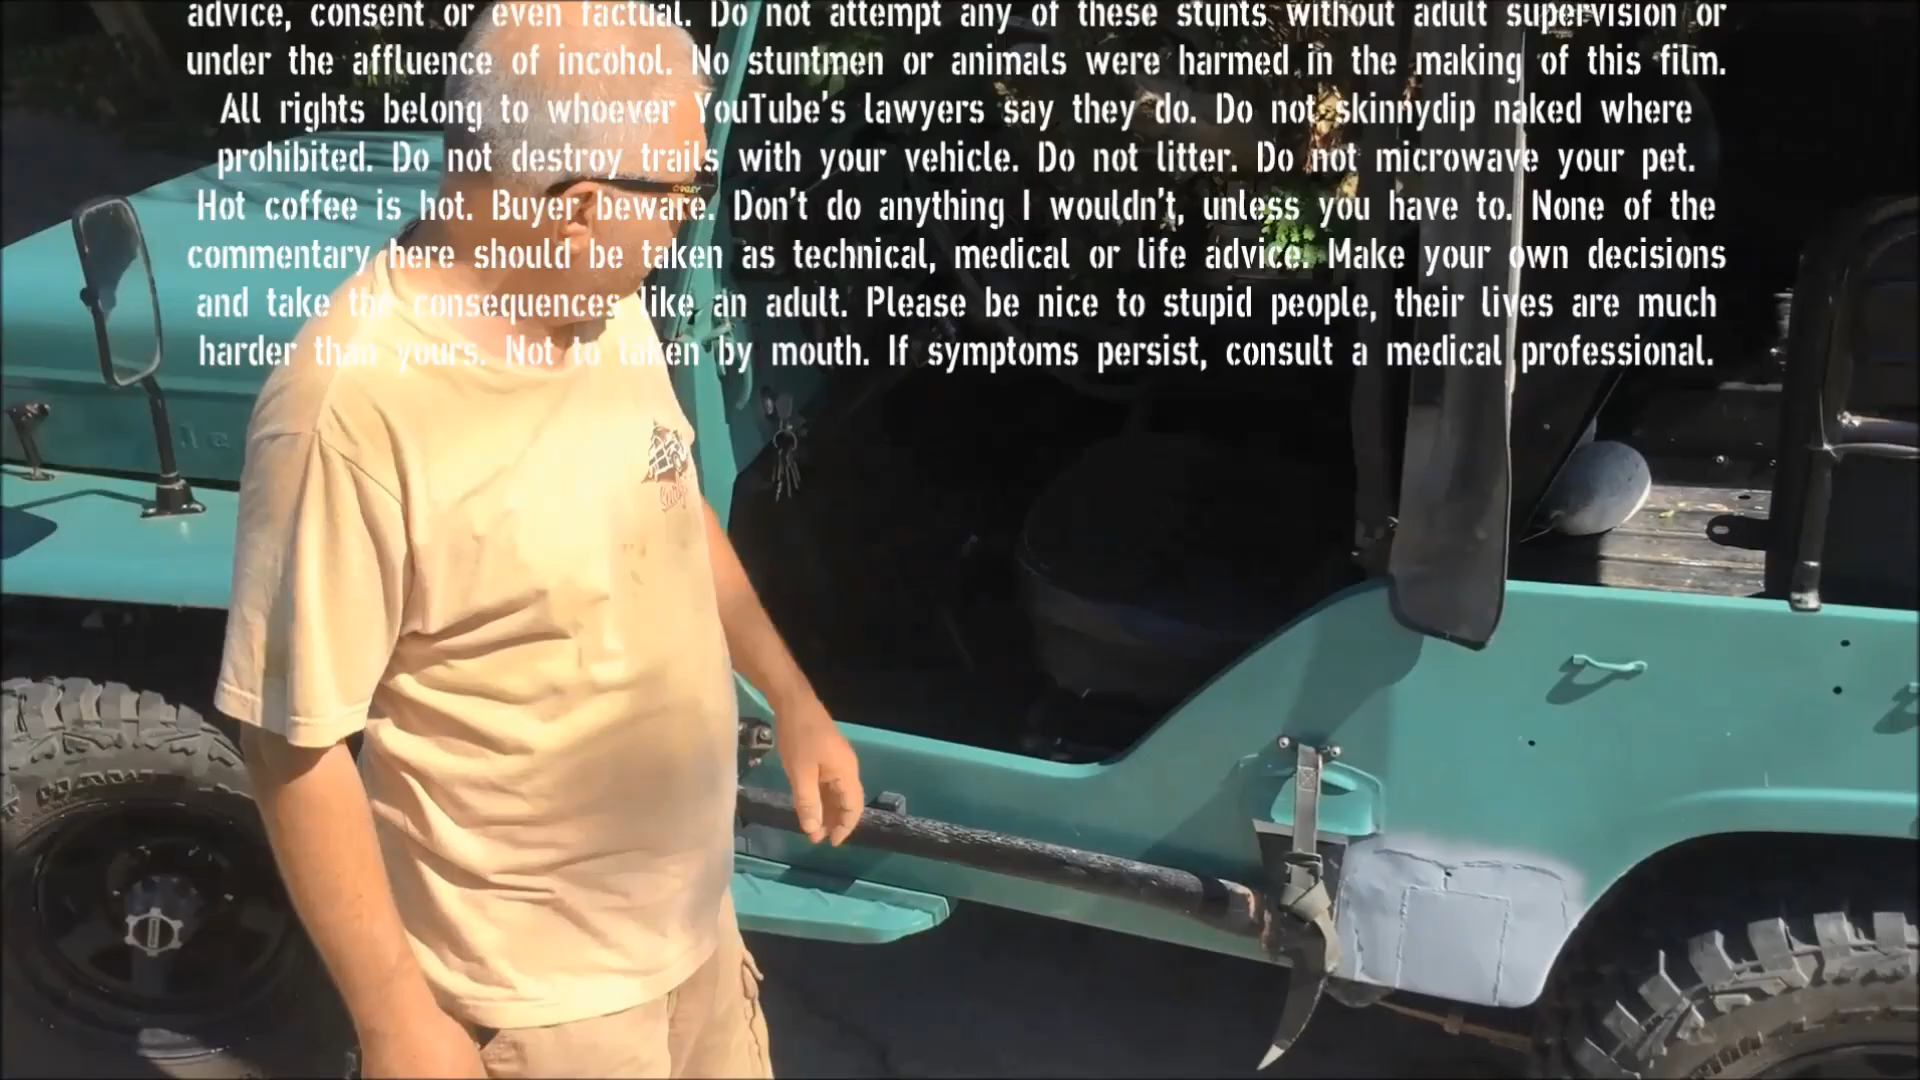 advice, consent or even factual. Do not attempt any of these stunts without adult supervision or
under the affluence of incohol. No stuntmen or animals were harmed in the making of this film.
All rights belong to whoever YouTube's lawyers say they do. Do not skinnydip naked where
prohibited. Do not destroy trails with your vehicle. Do not litter. Do not microwave your pet.
Hot coffee is hot. Buyer beware. Don't do anything I wouldn't, unless you have to. None of the
commentary here should be taken as technical, medical or life advice. Make your own decisions
and take the consequences like an adult. Please be nice to stupid people, their lives are much
harder than yours. Not to taken by mouth. If symptoms persist, consult a medical professional.